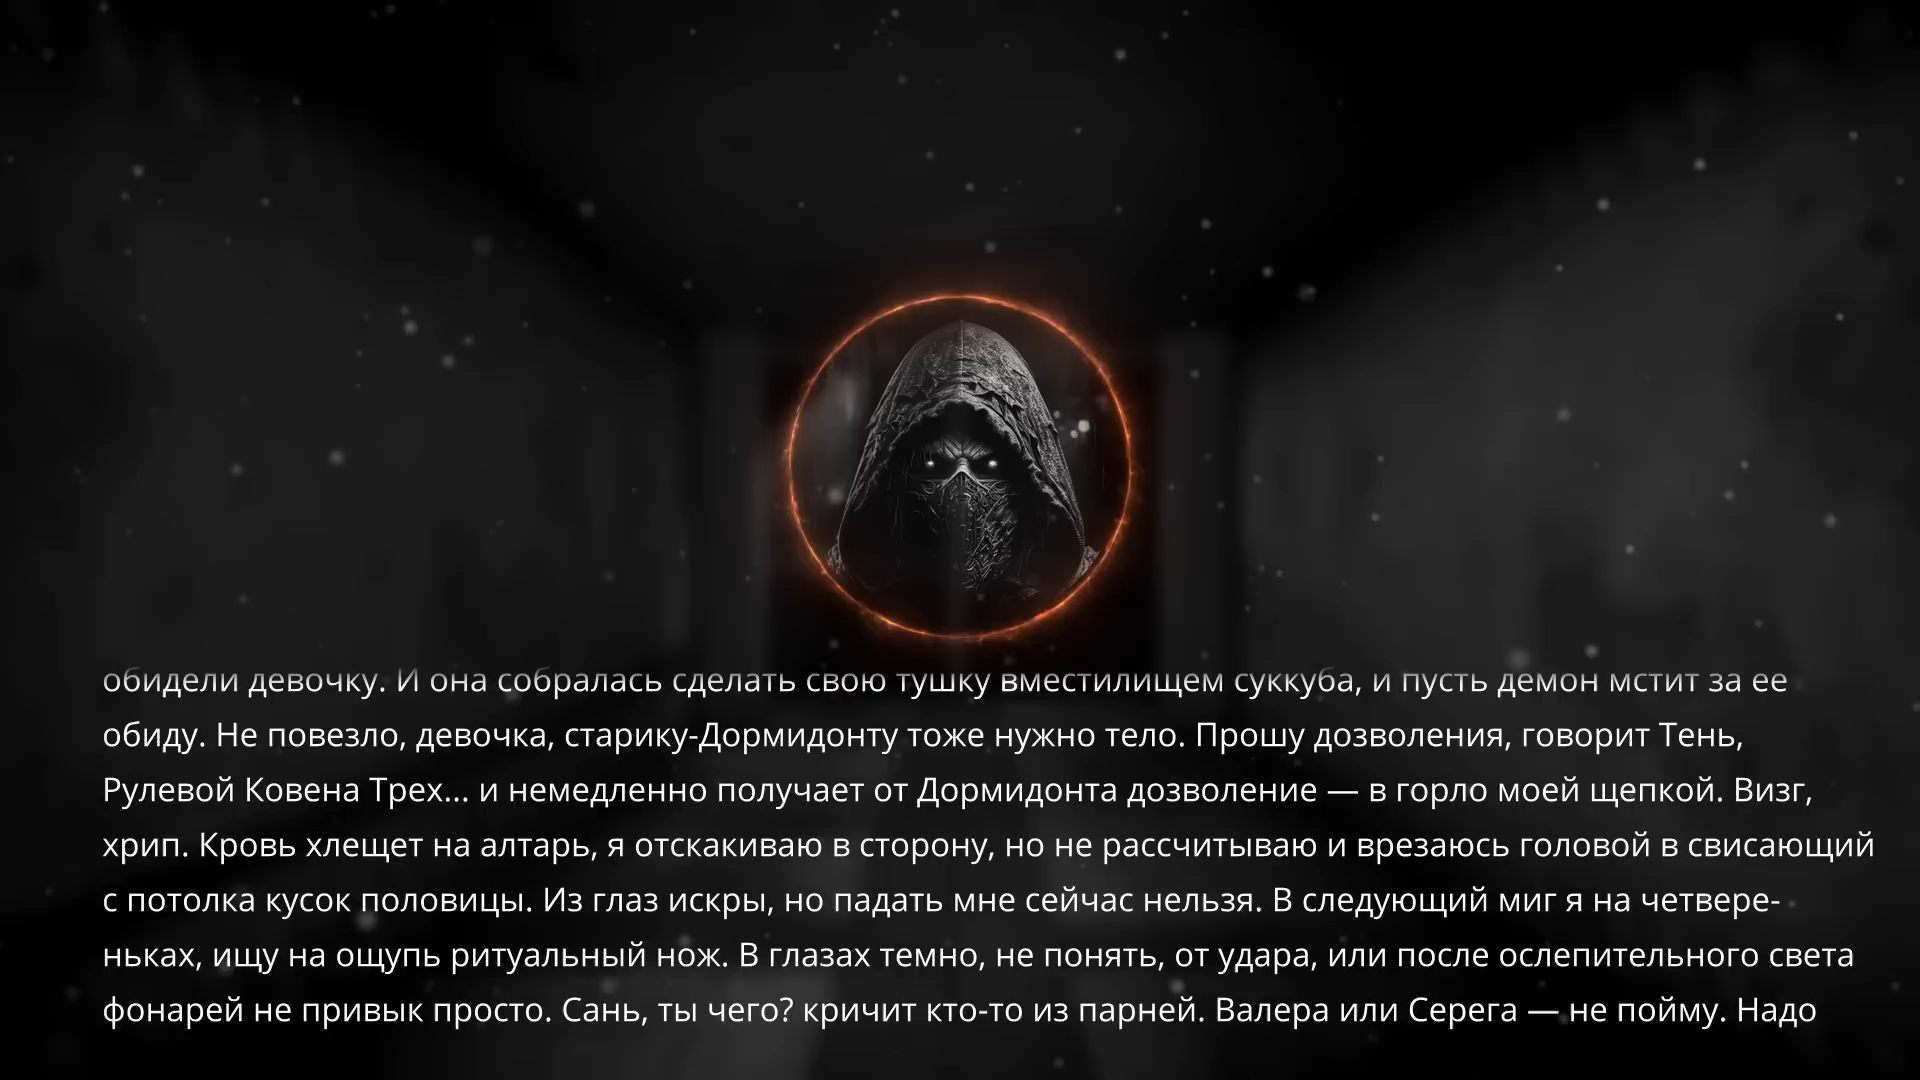 обидели девочку. И она собралась сделать свою тушку вместилищем суккуба, и пусть демон мстит за ее
обиду. Не повезло, девочка, старику-Дормидонту тоже нужно тело. Прошу дозволения, говорит Тень,
Рулевой Ковена Трех... и немедленно получает от Дормидонта дозволение — в горло моей щепкой. Визг,
хрип. Кровь хлещет на алтарь, я отскакиваю в сторону, но не рассчитываю и врезаюсь головой в свисающий
с потолка кусок половицы. Из глаз искры, но падать мне сейчас нельзя. В следующий миг я на четвере-
ньках, ищу на ощупь ритуальный нож. В глазах темно, не понять, от удара, или после ослепительного света
фонарей не привык просто. Сань, ты чего? кричит кто-то из парней. Валера или Серега — не пойму. Надо